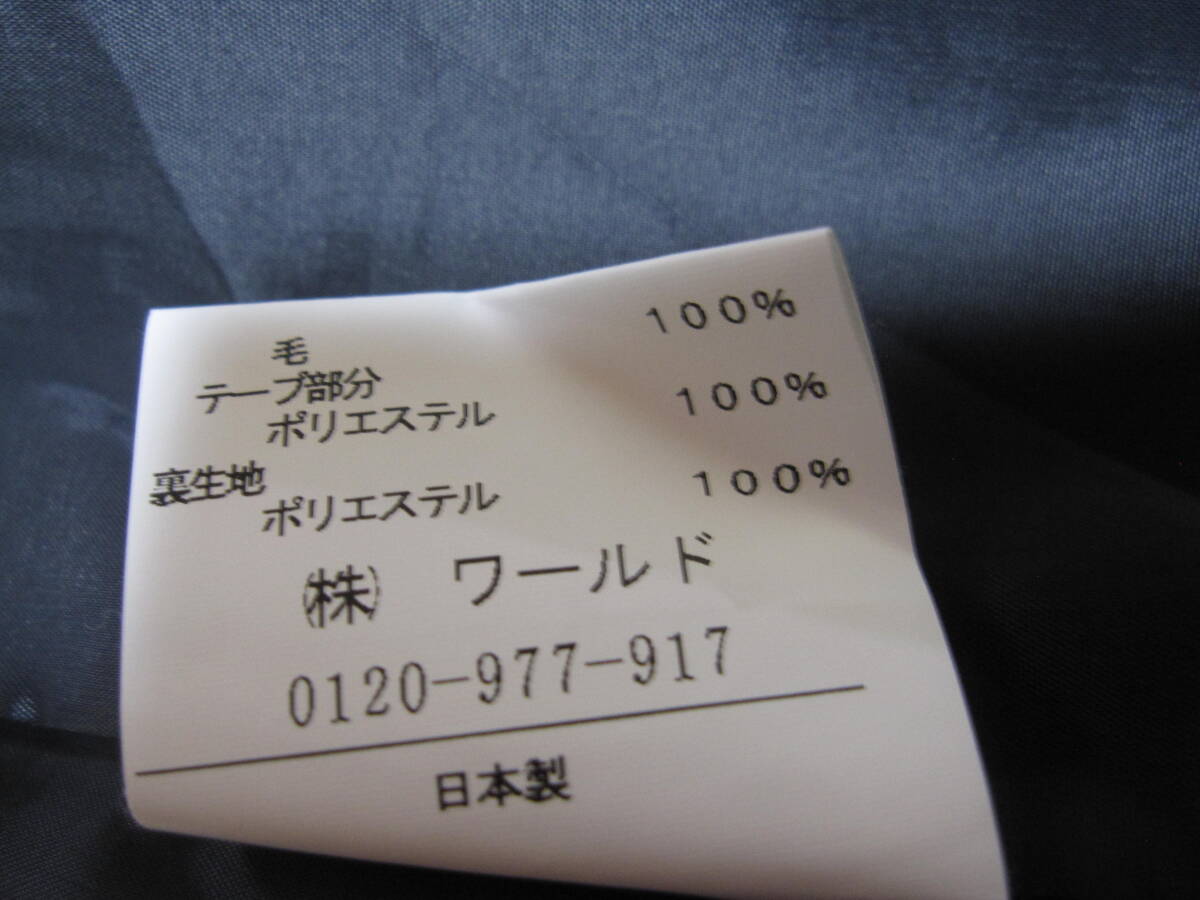 毛 100%
テープ部分
ポリエステル 100%
裏生地
ポリエステル 100%
㈱ ワールド
0120-977-917
日本製